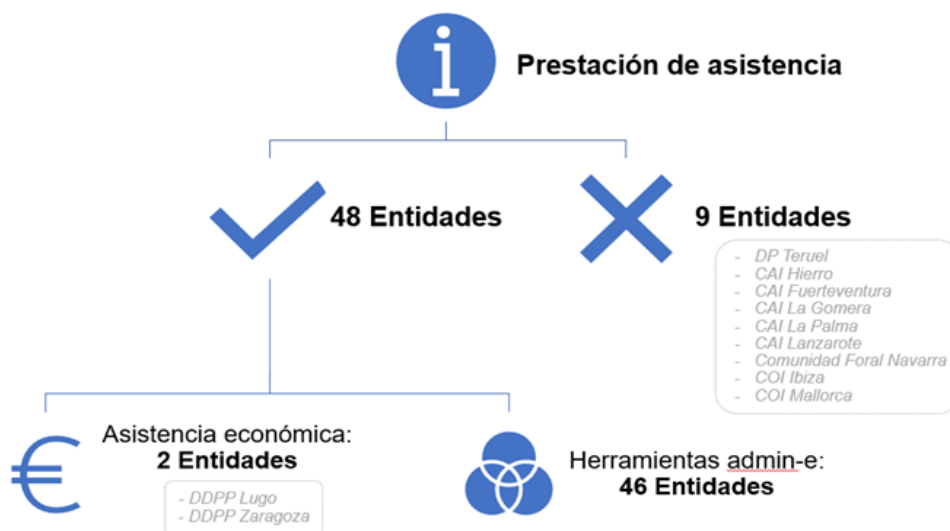 Prestación de asistencia
48 Entidades
9 Entidades
- DP Teruel
- CAI Hierro
- CAI Fuerteventura
- CAI La Gomera
- CAI La Palma
- CAI Lanzarote
- Comunidad Foral Navarra
- COI Ibiza
- COI Mallorca
Asistencia económica:
2 Entidades
- DDPP Lugo
- DDPP Zaragoza
Herramientas admin-e:
46 Entidades